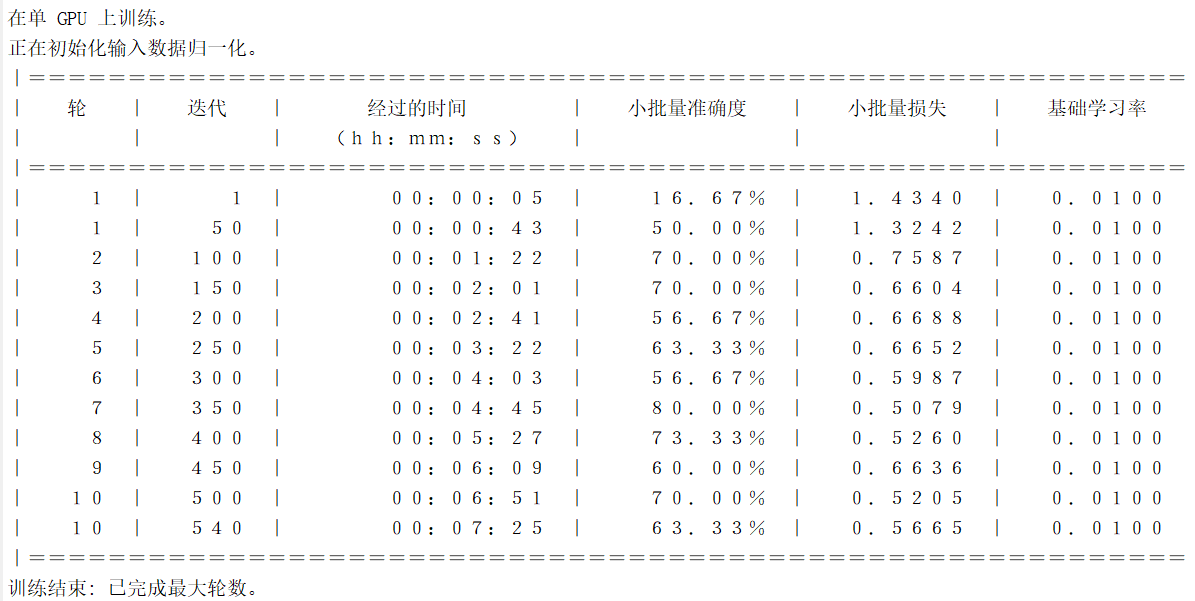 在单 GPU 上训练。
正在初始化输入数据归一化。
|==========================================================|
| 轮 | 迭代 | 经过的时间 | 小批量准确度 | 小批量损失 | 基础学习率
| | | (hh:mm:ss) | | |
|==========================================================|
| 1 | 1 | 00:00:05 | 16.67% | 1.4340 | 0.0100
| 1 | 50 | 00:00:43 | 50.00% | 1.3242 | 0.0100
| 2 | 100 | 00:01:22 | 70.00% | 0.7587 | 0.0100
| 3 | 150 | 00:02:01 | 70.00% | 0.6604 | 0.0100
| 4 | 200 | 00:02:41 | 56.67% | 0.6688 | 0.0100
| 5 | 250 | 00:03:22 | 63.33% | 0.6652 | 0.0100
| 6 | 300 | 00:04:03 | 56.67% | 0.5987 | 0.0100
| 7 | 350 | 00:04:45 | 80.00% | 0.5079 | 0.0100
| 8 | 400 | 00:05:27 | 73.33% | 0.5260 | 0.0100
| 9 | 450 | 00:06:09 | 60.00% | 0.6636 | 0.0100
| 10 | 500 | 00:06:51 | 70.00% | 0.5205 | 0.0100
| 10 | 540 | 00:07:25 | 63.33% | 0.5665 | 0.0100
|==========================================================|
训练结束: 已完成最大轮数。